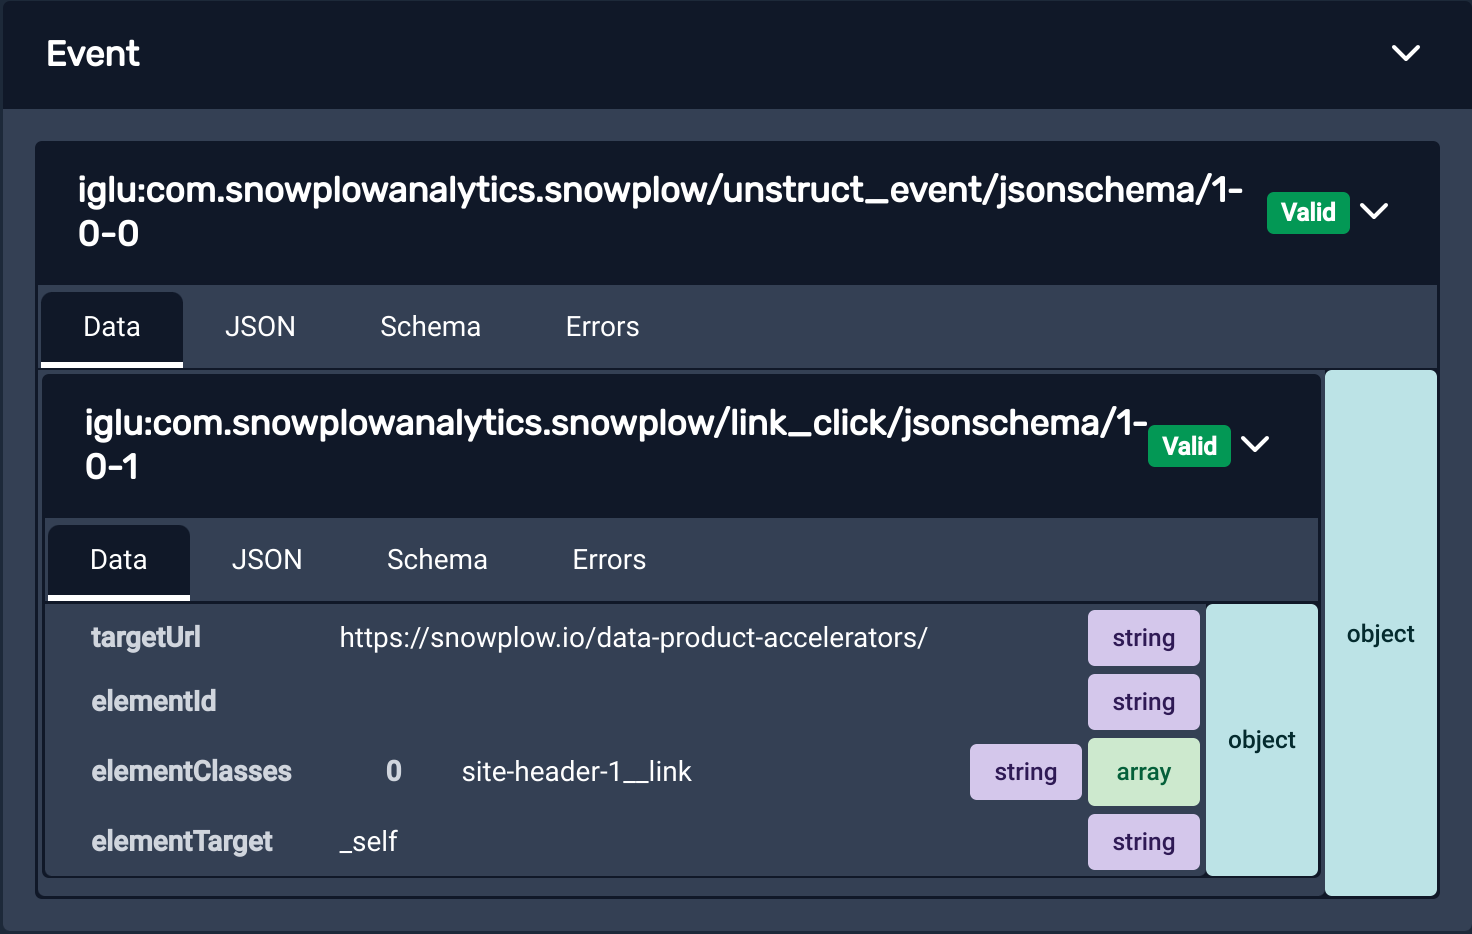 Event
iglu:com.snowplowanalytics.snowplow/unstruct_event/jsonschema/1-
0-0
Valid
Data JSON Schema Errors
iglu:com.snowplowanalytics.snowplow/link_click/jsonschema/1-
0-1
Valid
Data JSON Schema Errors
targetUrl https://snowplow.io/data-product-accelerators/ string
elementId string
elementClasses 0 site-header-1__link string array
elementTarget _self string
object
object